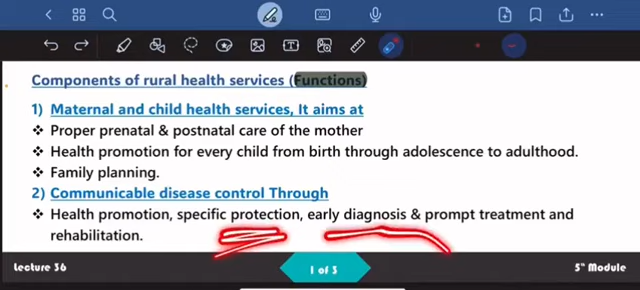 Components of rural health services (Functions)
1) Maternal and child health services, It aims at
❖ Proper prenatal & postnatal care of the mother
❖ Health promotion for every child from birth through adolescence to adulthood.
❖ Family planning.
2) Communicable disease control Through
❖ Health promotion, specific protection, early diagnosis & prompt treatment and
rehabilitation.
Lecture 36
1 of 3
5th Module